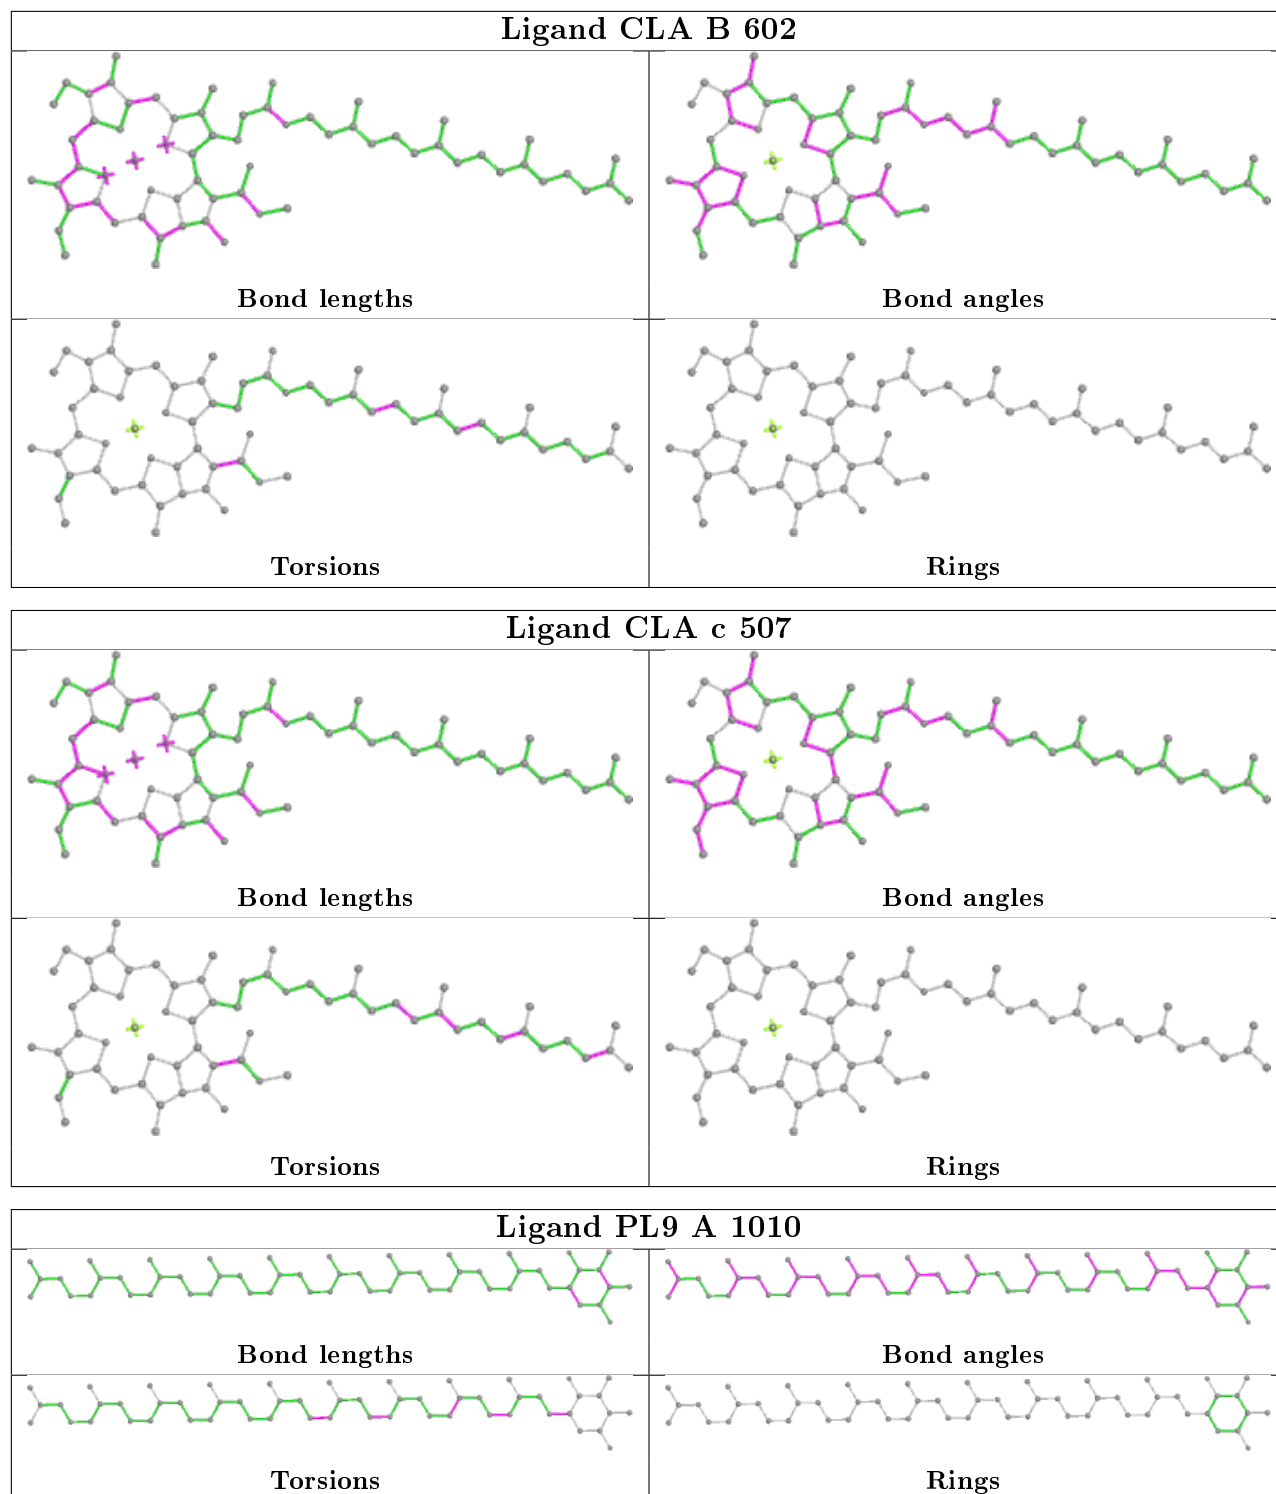 Ligand CLA B 602
Bond lengths
Bond angles
Torsions
Rings
Ligand CLA c 507
Bond lengths
Bond angles
Torsions
Rings
Ligand PL9 A 1010
Bond lengths
Bond angles
Torsions
Rings